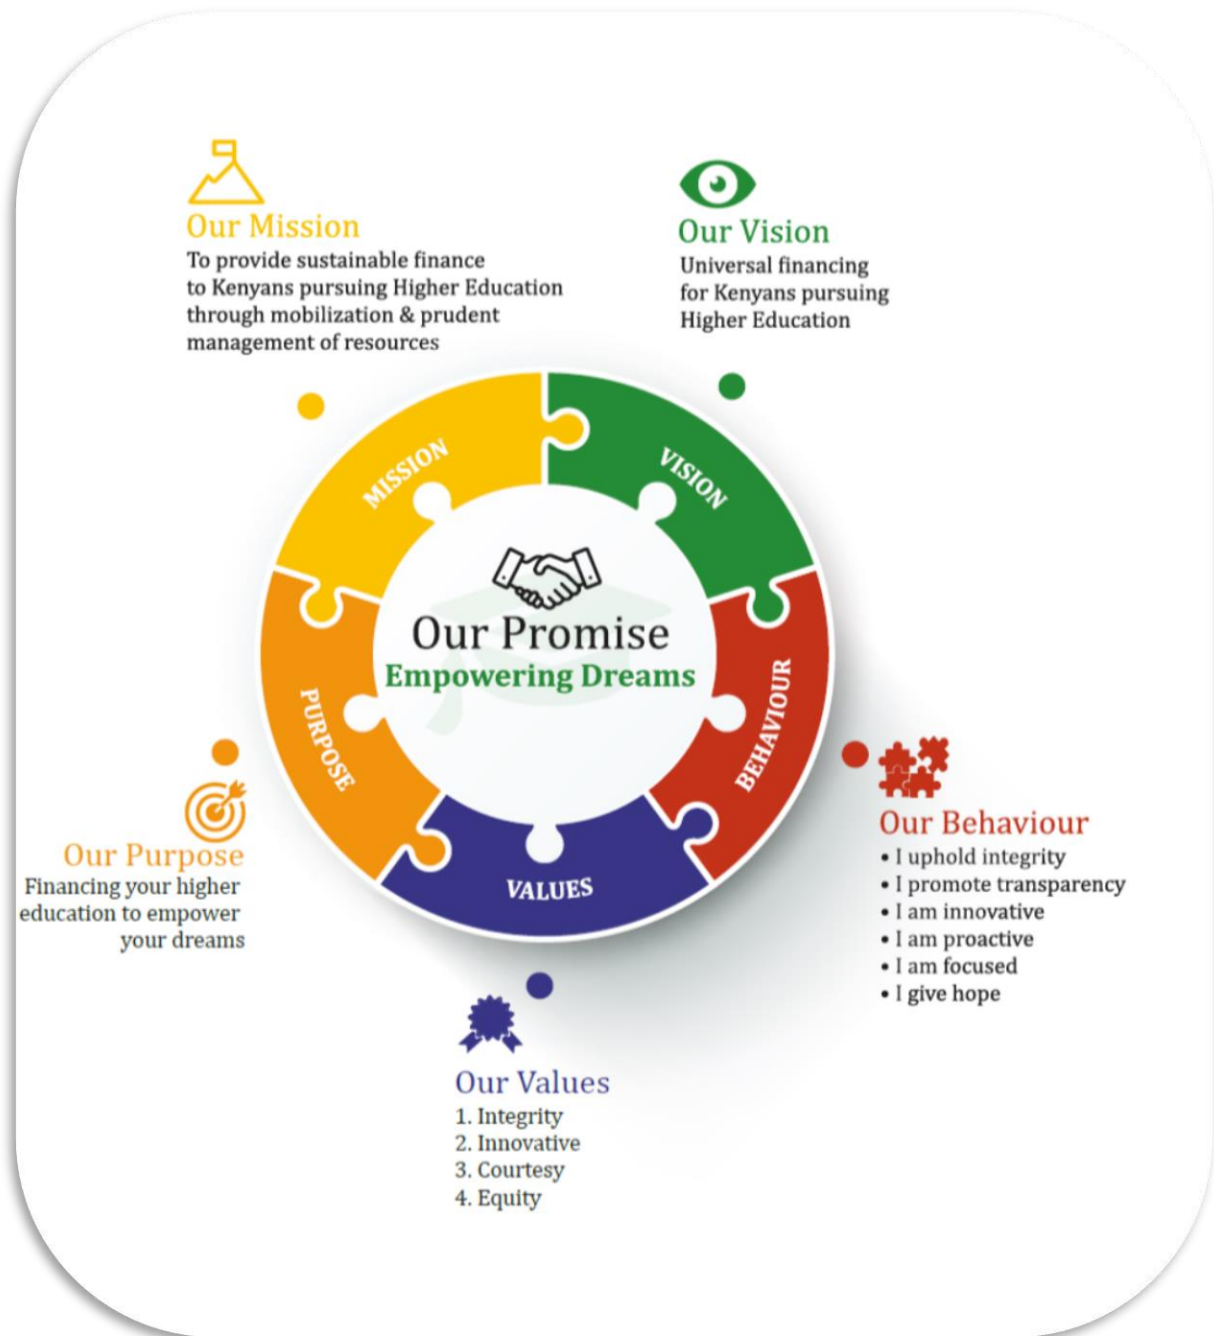 Our Mission
To provide sustainable finance
to Kenyans pursuing Higher Education
through mobilization & prudent
management of resources
Our Vision
Universal financing
for Kenyans pursuing
Higher Education
MISSION
VISION
Our Promise
Empowering Dreams
PURPOSE
BEHAVIOUR
VALUES
Our Purpose
Financing your higher
education to empower
your dreams
Our Behaviour
• I uphold integrity
• I promote transparency
• I am innovative
• I am proactive
• I am focused
• I give hope
Our Values
1. Integrity
2. Innovative
3. Courtesy
4. Equity